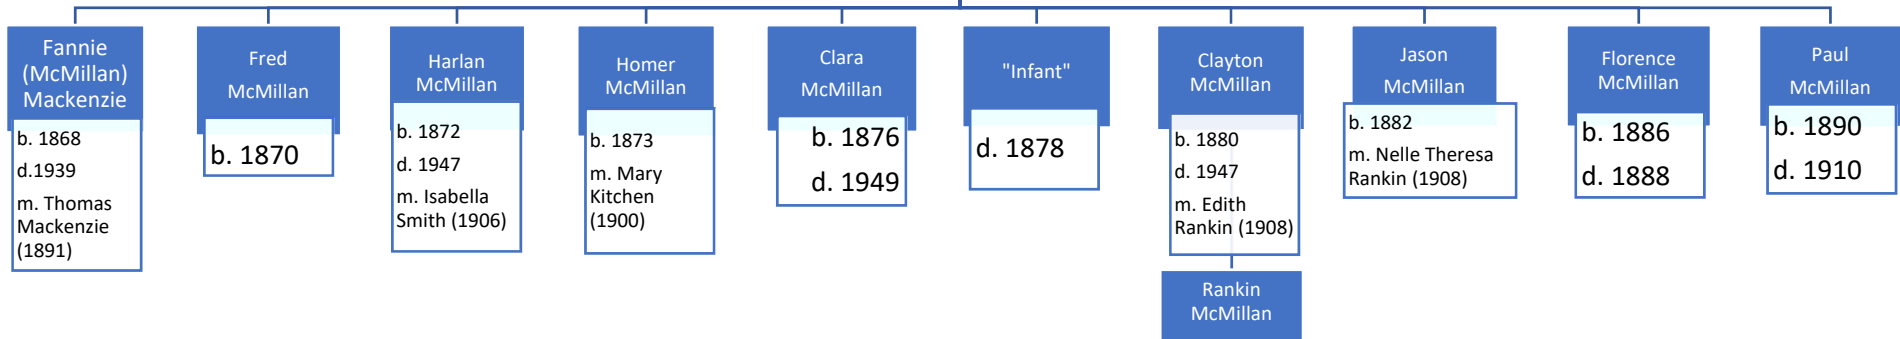 Fannie
(McMillan)
Mackenzie
b. 1868
d.1939
m. Thomas
Mackenzie
(1891)
Fred
McMillan
b. 1870
Harlan
McMillan
b. 1872
d. 1947
m. Isabella
Smith (1906)
Homer
McMillan
b. 1873
m. Mary
Kitchen
(1900)
Clara
McMillan
b. 1876
d. 1949
"Infant"
d. 1878
Clayton
McMillan
b. 1880
d. 1947
m. Edith
Rankin (1908)
Rankin
McMillan
Jason
McMillan
b. 1882
m. Nelle Theresa
Rankin (1908)
Florence
McMillan
b. 1886
d. 1888
Paul
McMillan
b. 1890
d. 1910